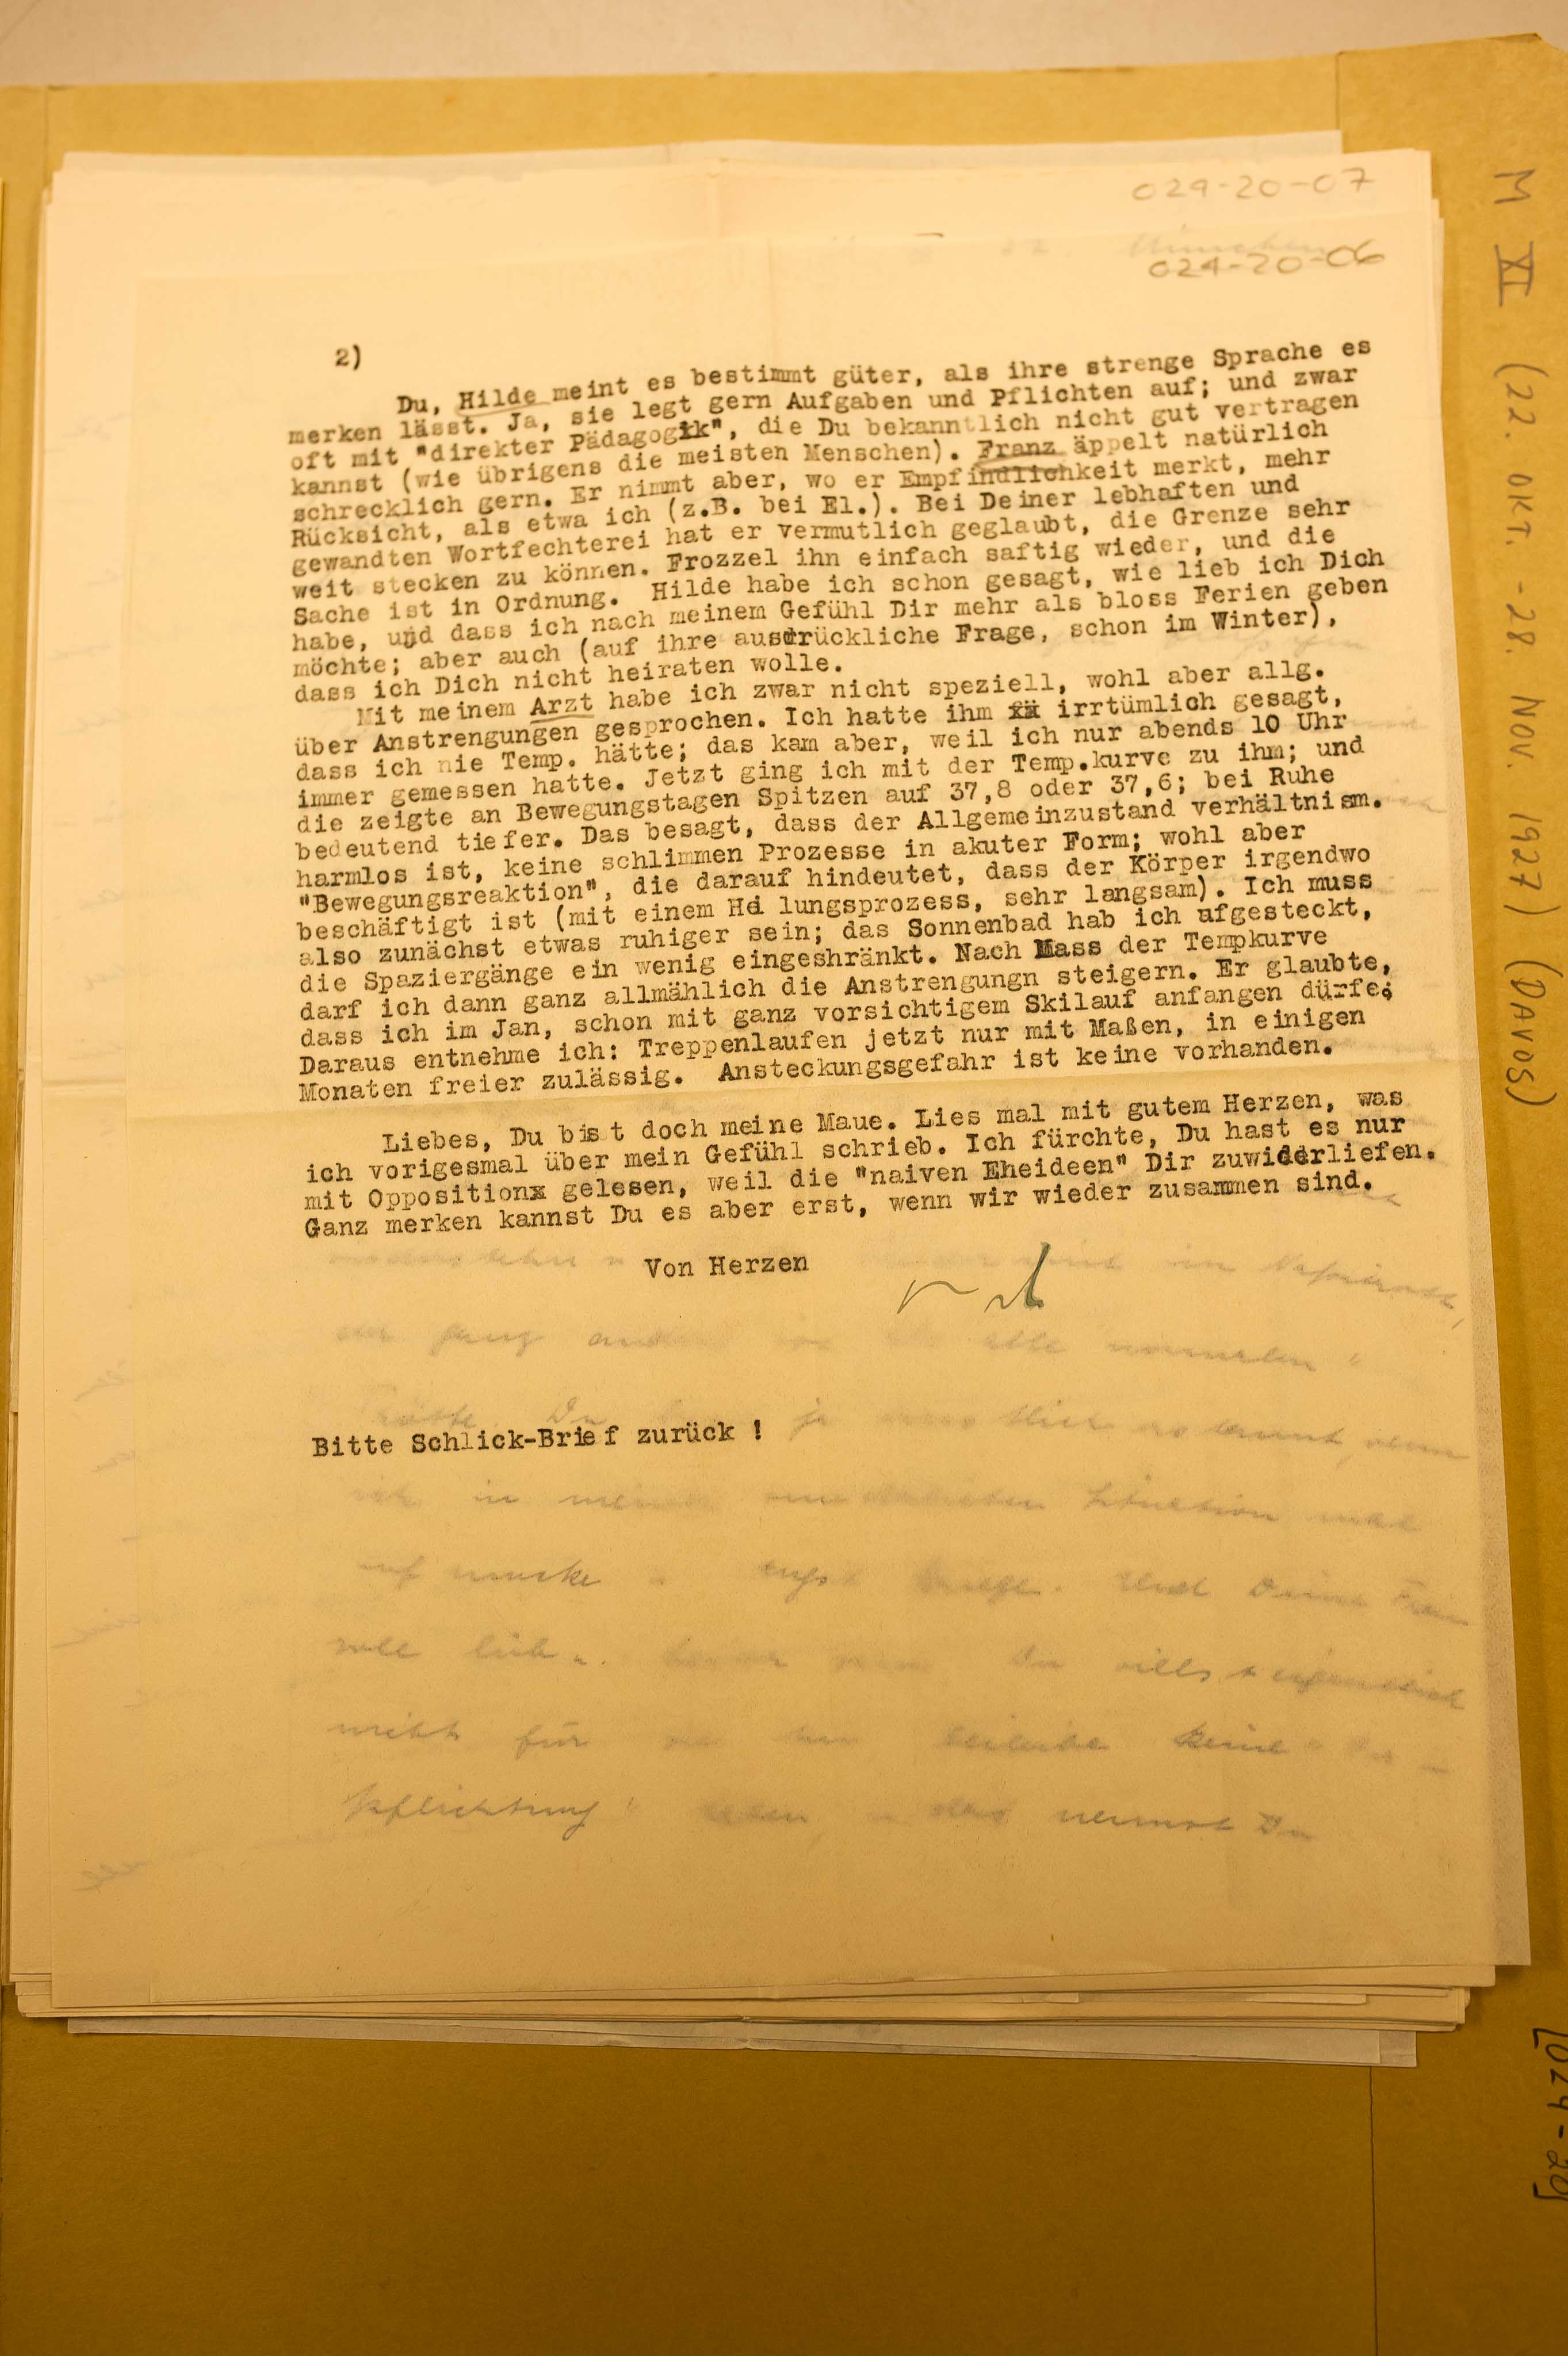 029-20-07
024-20-06
2)
Du, Hilde meint es bestimmt güter, als ihre strenge Sprache es
merken lässt. Ja, sie legt gern Aufgaben und Pflichten auf; und zwar
oft mit "direkter Pädagogik", die Du bekanntlich nicht gut vertragen
kannst (wie übrigens die meisten Menschen). Franz äppelt natürlich
schrecklich gern. Er nimmt aber, wo er Empfindlichkeit merkt, mehr
Rücksicht, als etwa ich (z.B. bei El.). Bei Deiner lebhaften und
gewandten Wortfechterei hat er vermutlich geglaubt, die Grenze sehr
weit stecken zu können. Frozzel ihn einfach saftig wieder, und die
Sache ist in Ordnung. Hilde habe ich schon gesagt, wie lieb ich Dich
habe, und dass ich nach meinem Gefühl Dir mehr als bloss Ferien geben
möchte; aber auch (auf ihre ausdrückliche Frage, schon im Winter),
dass ich Dich nicht heiraten wolle.
Mit meinem Arzt habe ich zwar nicht speziell, wohl aber allg.
über Anstrengungen gesprochen. Ich hatte ihm irrtümlich gesagt,
dass ich nie Temp. hätte; das kam aber, weil ich nur abends 10 Uhr
immer gemessen hatte. Jetzt ging ich mit der Temp.kurve zu ihm; und
die zeigte an Bewegungstagen Spitzen auf 37,8 oder 37,6; bei Ruhe
bedeutend tiefer. Das besagt, dass der Allgemeinzustand verhältnism.
harmlos ist, keine schlimmen Prozesse in akuter Form; wohl aber
"Bewegungsreaktion", die darauf hindeutet, dass der Körper irgendwo
beschäftigt ist (mit einem Hei lungsprozess, sehr langsam). Ich muss
also zunächst etwas ruhiger sein; das Sonnenbad hab ich ufgesteckt,
die Spaziergänge ein wenig eingeshränkt. Nach Mass der Tempkurve
darf ich dann ganz allmählich die Anstrengungn steigern. Er glaubte,
dass ich im Jan, schon mit ganz vorsichtigem Skilauf anfangen dürfe;
Daraus entnehme ich: Treppenlaufen jetzt nur mit Maßen, in einigen
Monaten freier zulässig. Ansteckungsgefahr ist keine vorhanden.
Liebes, Du bist doch meine Maue. Lies mal mit gutem Herzen, was
ich vorigesmal über mein Gefühl schrieb. Ich fürchte, Du hast es nur
mit Oppositionx gelesen, weil die "naiven Eheideen" Dir zuwiderliefen.
Ganz merken kannst Du es aber erst, wenn wir wieder zusammen sind.
Von Herzen
Bitte Schlick-Brief zurück !
M XI (22. OKT. - 28. NOV. 1927) (DAVOS)
[024-20]